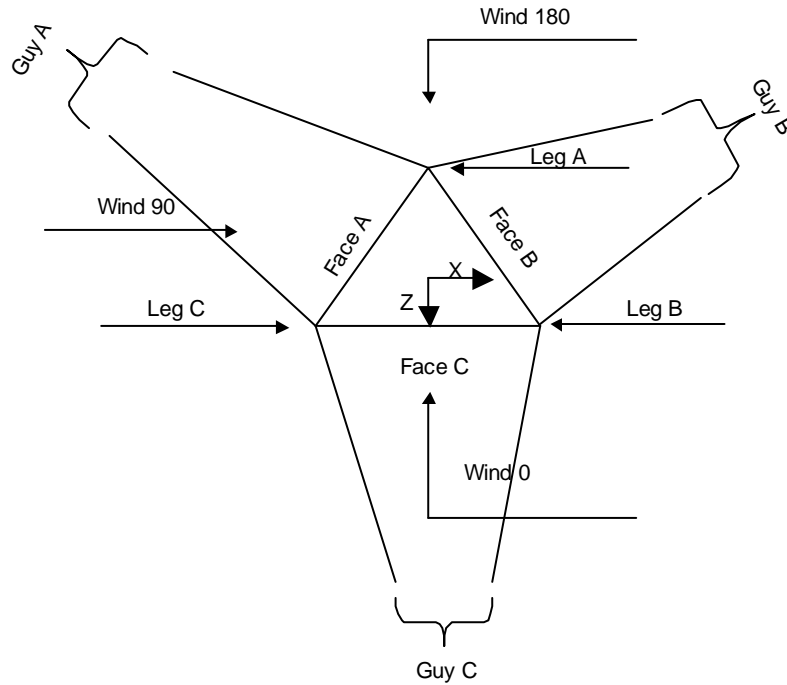 Wind 180
Guy A
Guy B
Leg A
Wind 90
Face A
Face B
X
Z
Leg C
Leg B
Face C
Wind 0
Guy C